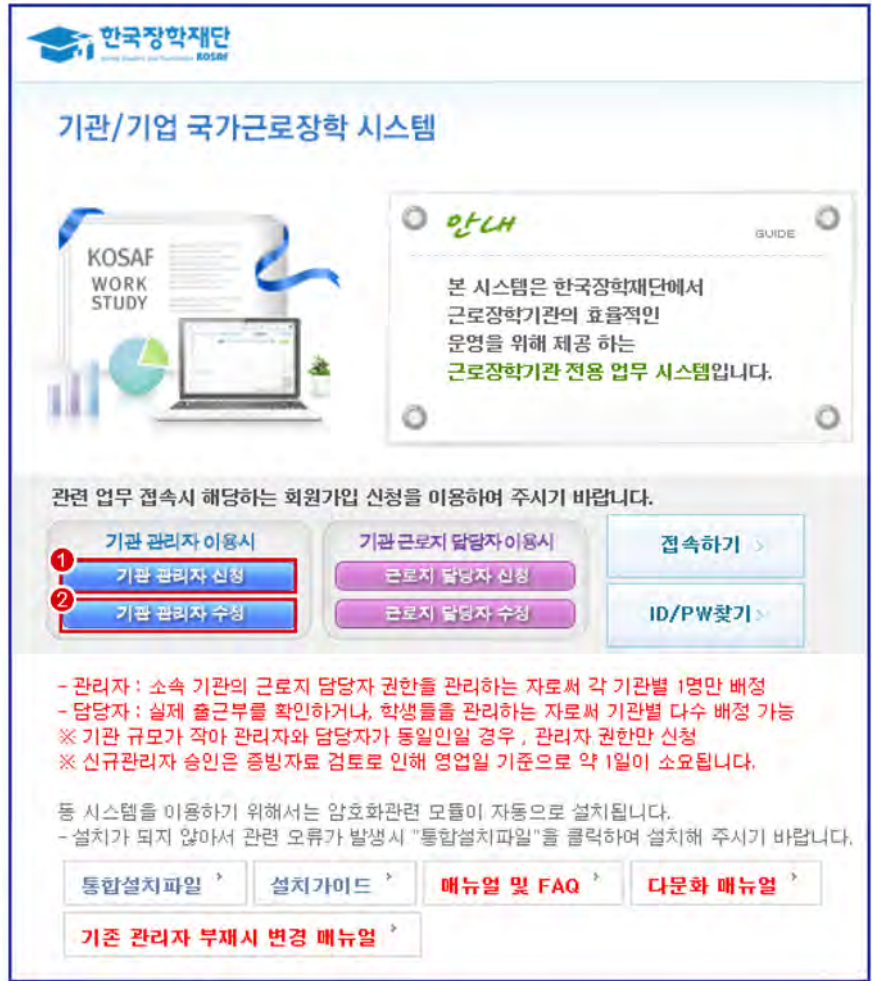 한국장학재단
KOSAF
기관/기업 국가근로장학 시스템
KOSAF
WORK
STUDY
안내
GUIDE
본 시스템은 한국장학재단에서
근로장학기관의 효율적인
운영을 위해 제공 하는
근로장학기관 전용 업무 시스템입니다.
관련 업무 접속시 해당하는 회원가입 신청을 이용하여 주시기 바랍니다.
기관 관리자 이용시
1
기관 관리자 신청
2
기관 관리자 수정
기관 근로지 담당자 이용시
근로지 담당자 신청
근로지 담당자 수정
접속하기 >
ID/PW찾기 >
- 관리자 : 소속 기관의 근로지 담당자 권한을 관리하는 자로써 각 기관별 1명만 배정
- 담당자 : 실제 출근부를 확인하거나, 학생들을 관리하는 자로써 기관별 다수 배정 가능
※ 기관 규모가 작아 관리자와 담당자가 동일인일 경우 , 관리자 권한만 신청
※ 신규관리자 승인은 증빙자료 검토로 인해 영업일 기준으로 약 1일이 소요됩니다.
동 시스템을 이용하기 위해서는 암호화관련 모듈이 자동으로 설치됩니다.
- 설치가 되지 않아서 관련 오류가 발생시 "통합설치파일"을 클릭하여 설치해 주시기 바랍니다.
통합설치파일 >
설치가이드 >
매뉴얼 및 FAQ >
다문화 매뉴얼 >
기존 관리자 부재시 변경 매뉴얼 >